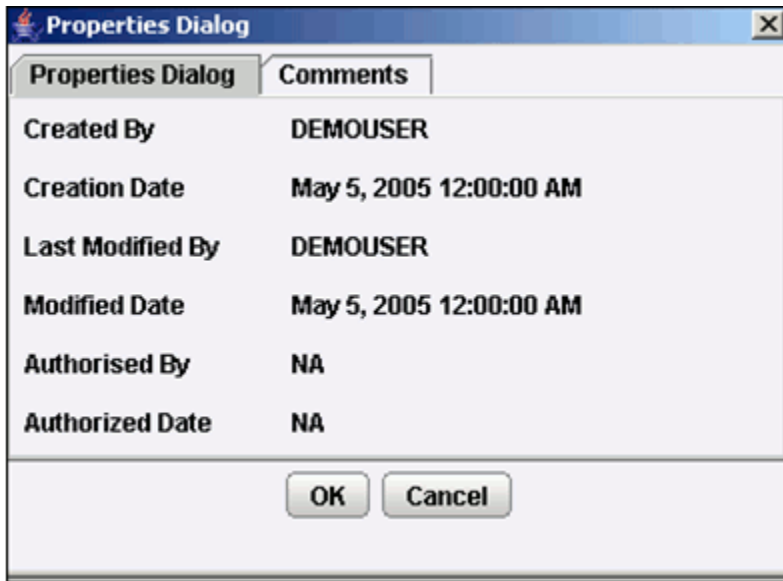 Properties Dialog
Properties Dialog Comments
Created By DEMOUSER
Creation Date May 5, 2005 12:00:00 AM
Last Modified By DEMOUSER
Modified Date May 5, 2005 12:00:00 AM
Authorised By NA
Authorized Date NA
OK Cancel